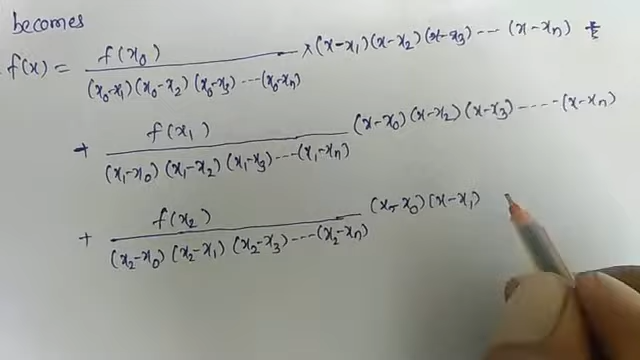 becomes
f(x) = f(x₀) / (x₀-x₁)(x₀-x₂)(x₀-x₃)---(x₀-xₙ) × (x-x₁)(x-x₂)(x-x₃)---(x-xₙ) +
+ f(x₁) / (x₁-x₀)(x₁-x₂)(x₁-x₃)---(x₁-xₙ) (x-x₀)(x-x₂)(x-x₃)-----(x-xₙ)
+ f(x₂) / (x₂-x₀)(x₂-x₁)(x₂-x₃)---(x₂-xₙ) (x-x₀)(x-x₁)